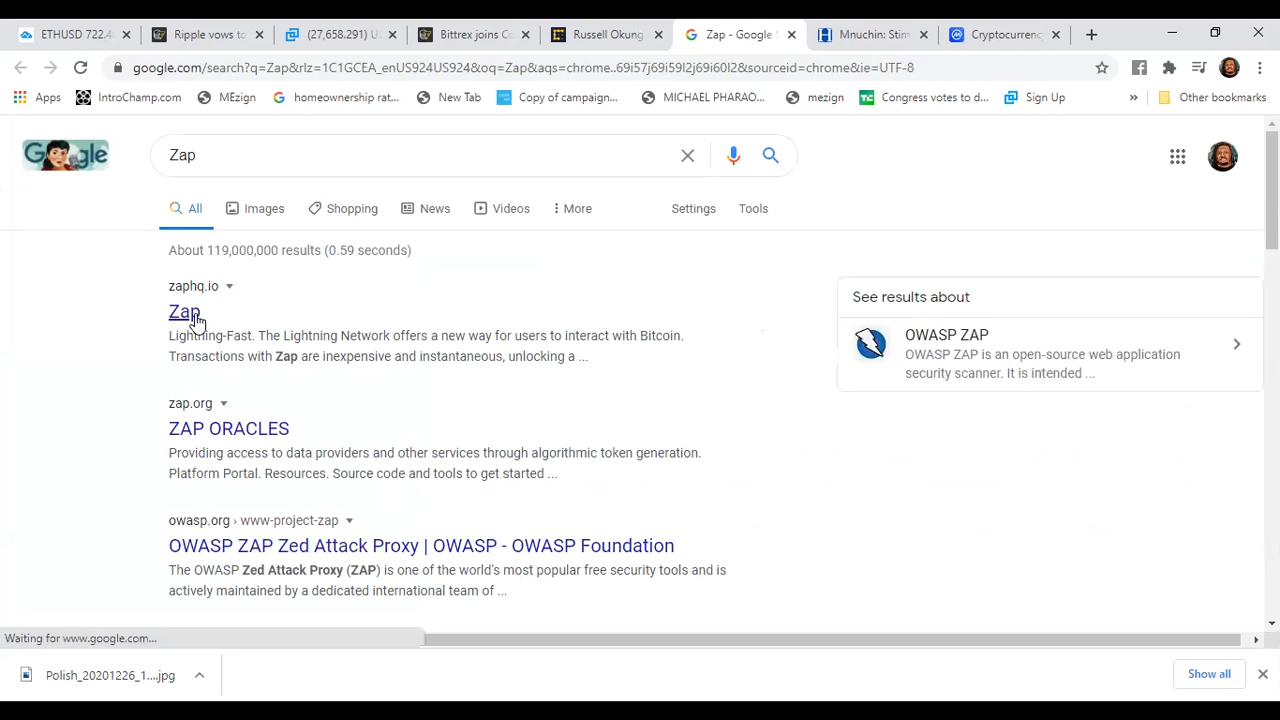 ETHUSD 722.4
Ripple vows to
(27,658.291) U
Bittrex joins C
Russell Okung
Zap - Google S
Mnuchin: Stim
Cryptocurrenc
google.com/search?q=Zap&rlz=1C1GCEA_enUS924US924&oq=Zap&aqs=chrome..69i57j69i59l2j69i60l2&sourceid=chrome&ie=UTF-8
Apps
IntroChamp.com
MEzign
homeownership rat...
New Tab
Copy of campaign...
MICHAEL PHARAO...
mezign
Congress votes to d...
Sign Up
»
Other bookmarks
Google
Zap
All
Images
Shopping
News
Videos
More
Settings
Tools
About 119,000,000 results (0.59 seconds)
zaphq.io
Zap
Lightning-Fast. The Lightning Network offers a new way for users to interact with Bitcoin.
Transactions with Zap are inexpensive and instantaneous, unlocking a ...
See results about
OWASP ZAP
OWASP ZAP is an open-source web application
security scanner. It is intended ...
zap.org
ZAP ORACLES
Providing access to data providers and other services through algorithmic token generation.
Platform Portal. Resources. Source code and tools to get started ...
owasp.org › www-project-zap
OWASP ZAP Zed Attack Proxy | OWASP - OWASP Foundation
The OWASP Zed Attack Proxy (ZAP) is one of the world's most popular free security tools and is
actively maintained by a dedicated international team of ...
Waiting for www.google.com...
Polish_20201226_1....jpg
Show all